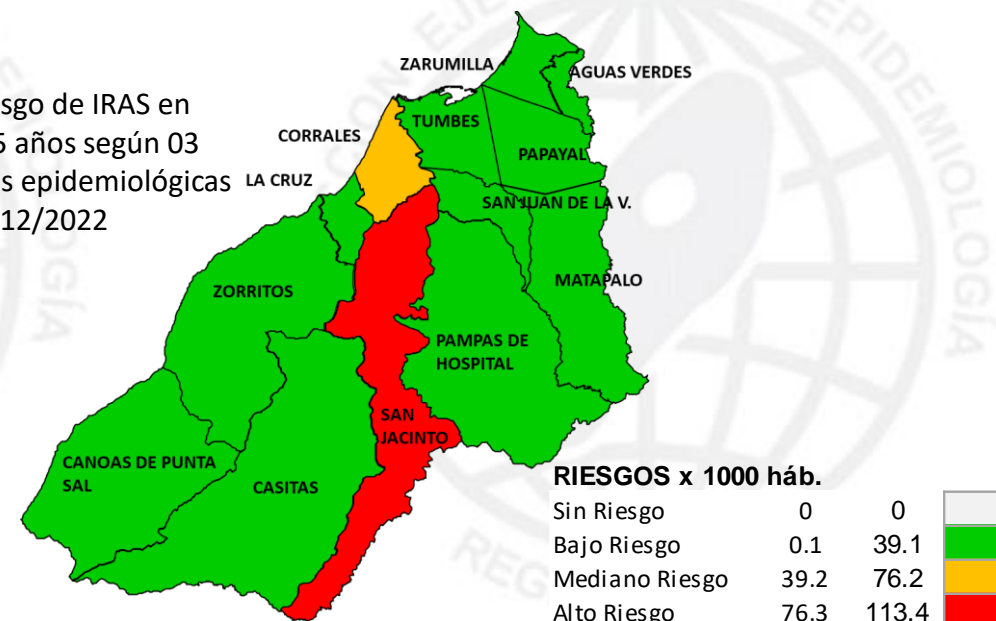 ZARUMILLA
AGUAS VERDES
esgo de IRAS en
5 años según 03
s epidemiológicas
12/2022
CORRALES
TUMBES
PAPAYAL
LA CRUZ
SAN JUAN DE LA V.
MATAPALO
ZORRITOS
PAMPAS DE
HOSPITAL
SAN
JACINTO
CANOAS DE PUNTA
SAL
CASITAS
RIESGOS x 1000 háb.
Sin Riesgo 0 0
Bajo Riesgo 0.1 39.1
Mediano Riesgo 39.2 76.2
Alto Riesgo 76.3 113.4
EPIDEMIOLOGÍA